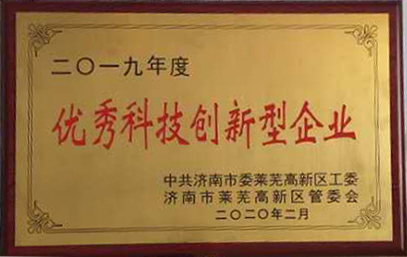 二〇一九年度
优秀科技创新型企业
中共济南市委莱芜高新区工委
济南市莱芜高新区管委会
二〇二〇年二月